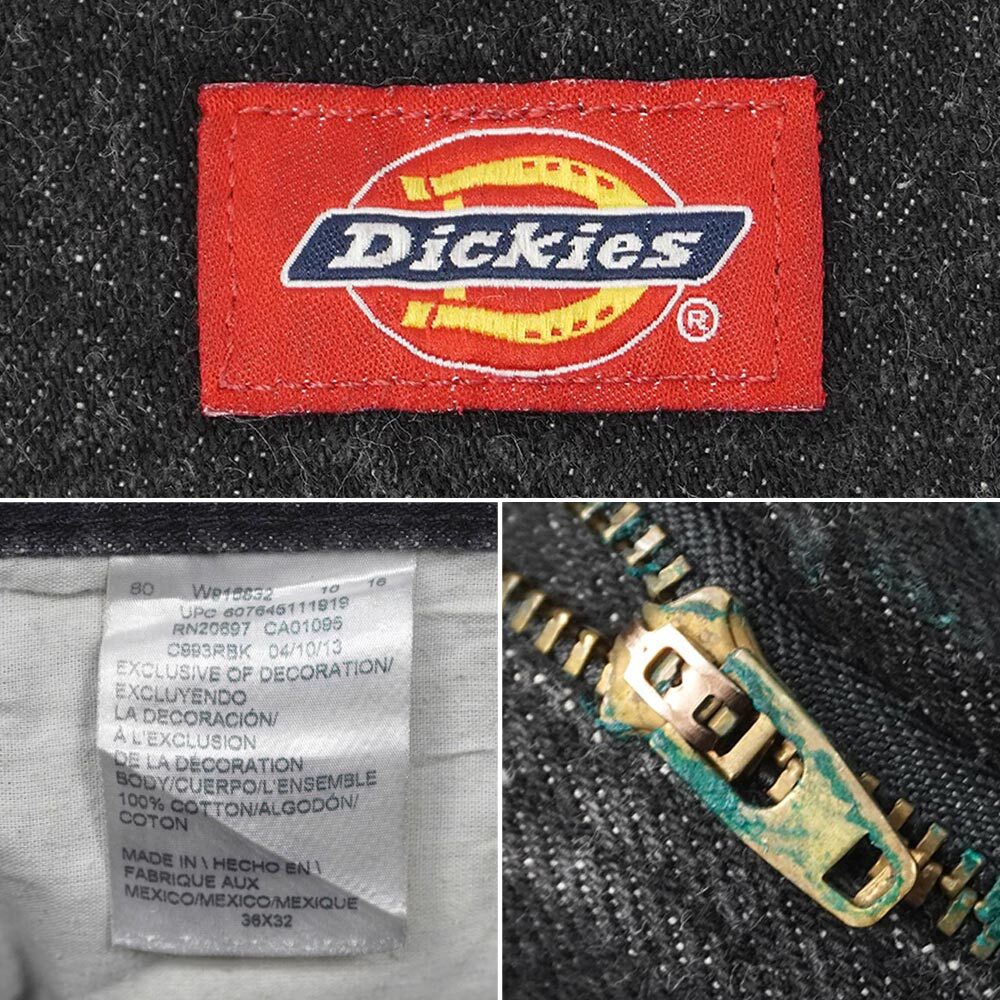 Dickies
®
80 W918832 10 16
UPC 607645111919
RN20697 CA01095
C993RBK 04/10/13
EXCLUSIVE OF DECORATION/
EXCLUYENDO
LA DECORACIÓN/
À L'EXCLUSION
DE LA DÉCORATION
BODY/CUERPO/L'ENSEMBLE
100% COTTON/ALGODÓN/
COTON
MADE IN \ HECHO EN \
FABRIQUE AUX
MEXICO/MEXICO/MEXIQUE
36X32